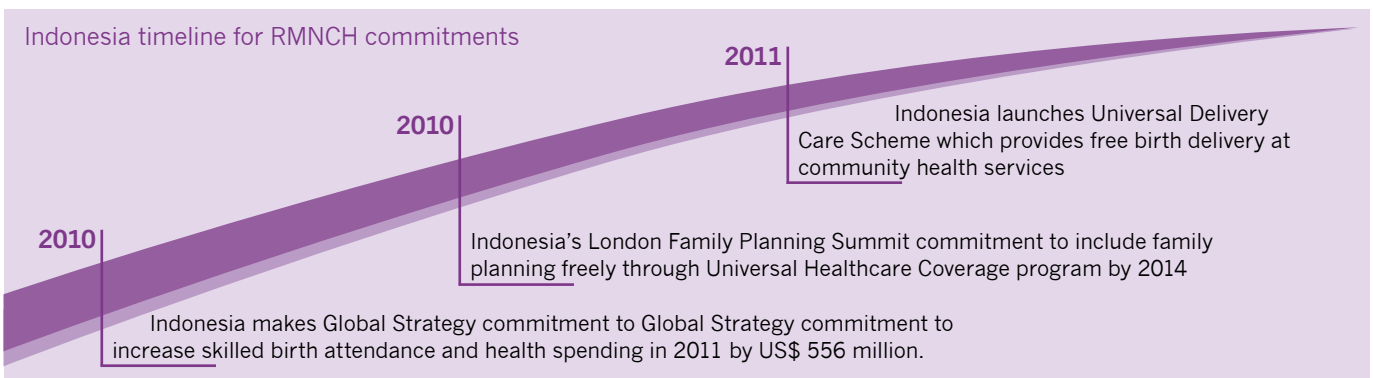 Indonesia timeline for RMNCH commitments
2010
Indonesia makes Global Strategy commitment to Global Strategy commitment to
increase skilled birth attendance and health spending in 2011 by US$ 556 million.
2010
Indonesia's London Family Planning Summit commitment to include family
planning freely through Universal Healthcare Coverage program by 2014
2011
Indonesia launches Universal Delivery
Care Scheme which provides free birth delivery at
community health services